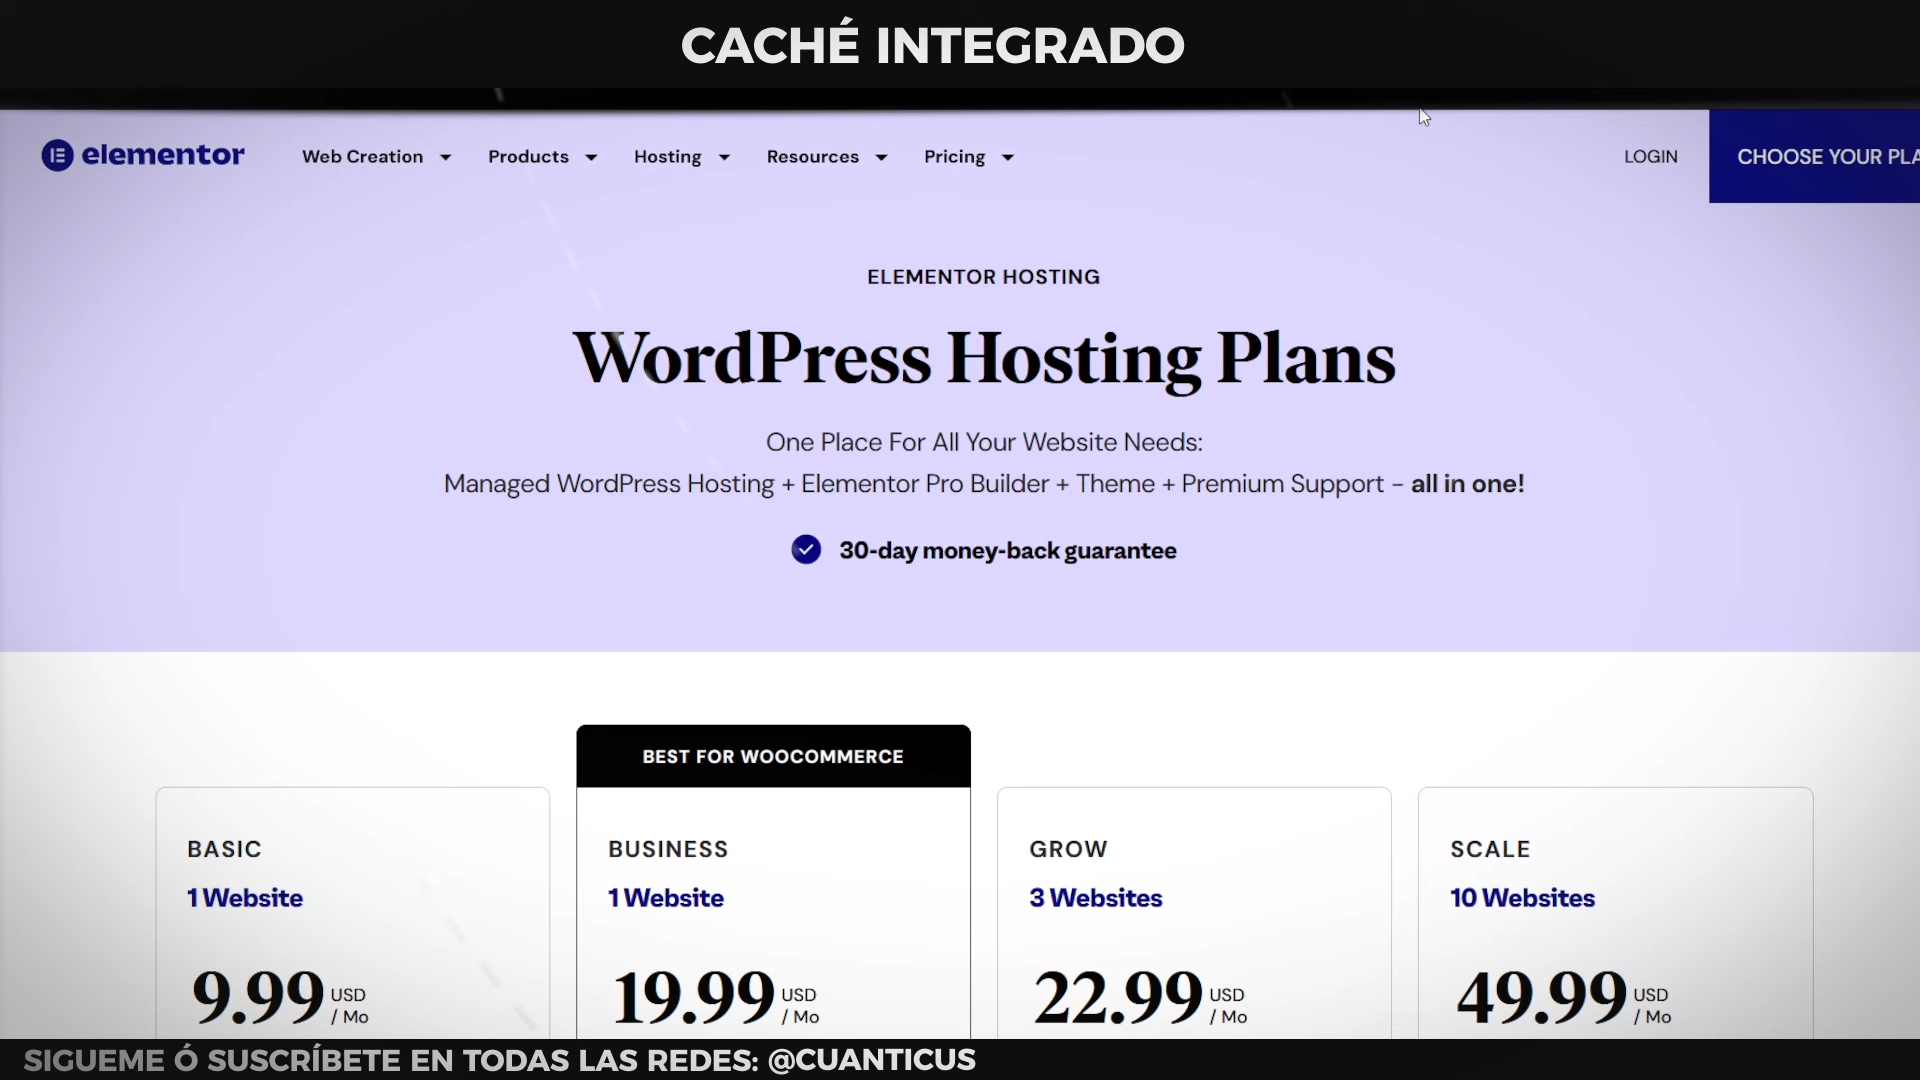 CACHÉ INTEGRADO
elementor
Web Creation Products Hosting Resources Pricing LOGIN CHOOSE YOUR PLA
ELEMENTOR HOSTING
WordPress Hosting Plans
One Place For All Your Website Needs:
Managed WordPress Hosting + Elementor Pro Builder + Theme + Premium Support - all in one!
30-day money-back guarantee
BEST FOR WOOCOMMERCE
BASIC
1 Website
9.99 USD / Mo
BUSINESS
1 Website
19.99 USD / Mo
GROW
3 Websites
22.99 USD / Mo
SCALE
10 Websites
49.99 USD / Mo
SIGUEME Ó SUSCRÍBETE EN TODAS LAS REDES: @CUANTICUS